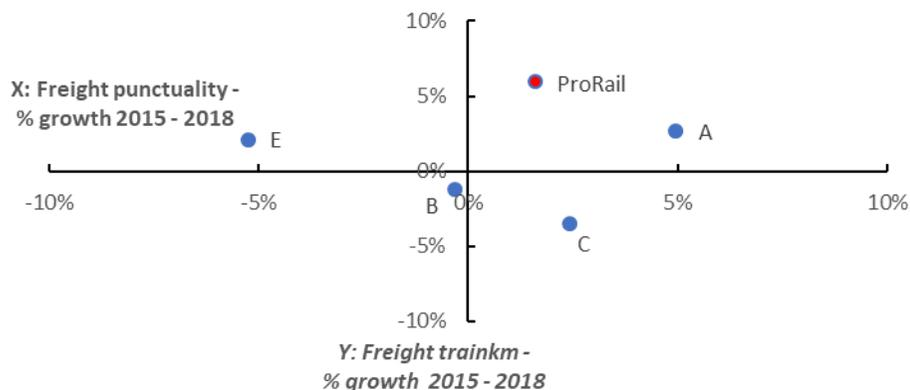 10%
X: Freight punctuality -
% growth 2015 - 2018
ProRail
5%
A
E
0%
-10%
-5%
B
0%
5%
10%
C
-5%
-10%
Y: Freight trainkm -
% growth 2015 - 2018